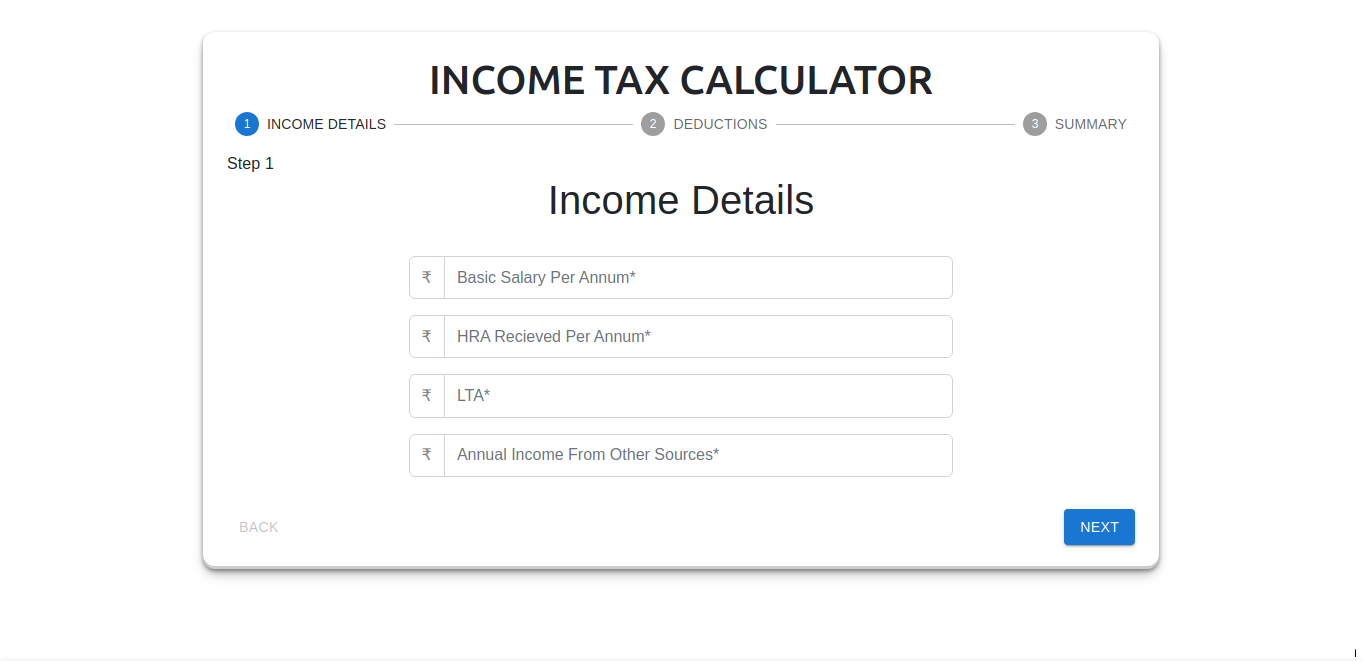 INCOME TAX CALCULATOR
1 INCOME DETAILS 2 DEDUCTIONS 3 SUMMARY
Step 1
Income Details
₹ Basic Salary Per Annum*
₹ HRA Recieved Per Annum*
₹ LTA*
₹ Annual Income From Other Sources*
BACK NEXT